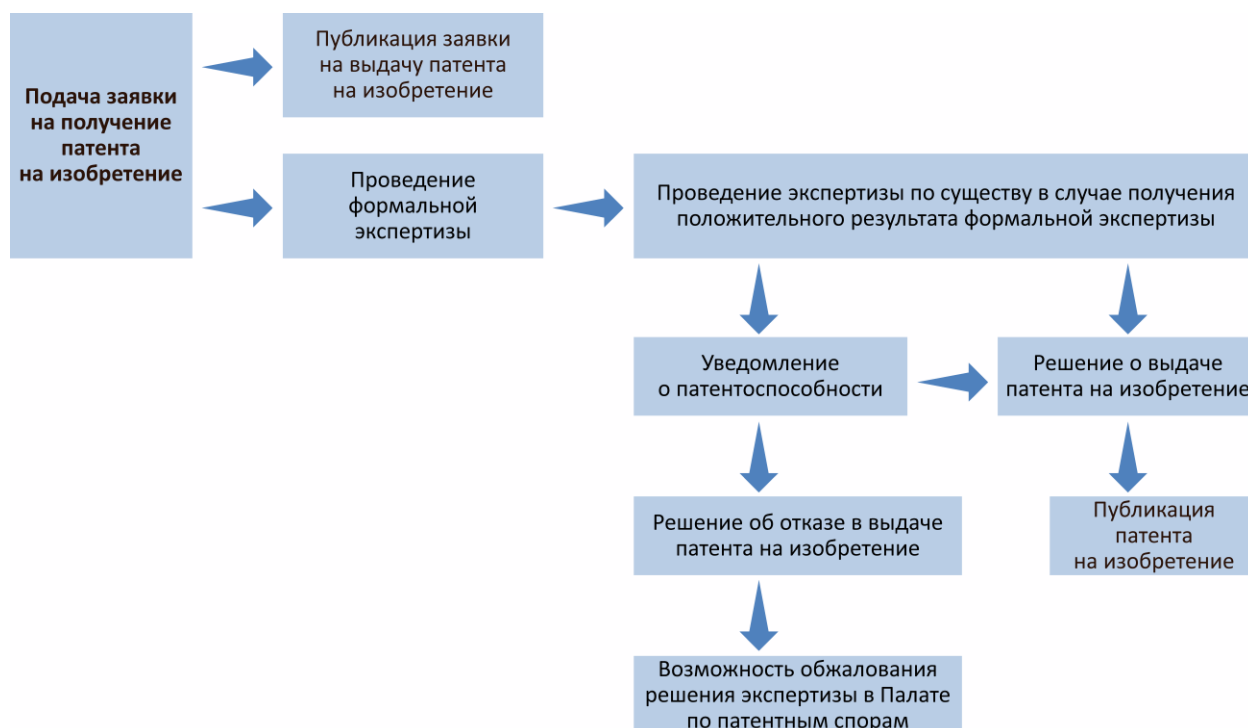 Подача заявки
на получение
патента
на изобретение
Публикация заявки
на выдачу патента
на изобретение
Проведение
формальной
экспертизы
Проведение экспертизы по существу в случае получения
положительного результата формальной экспертизы
Уведомление
о патентоспособности
Решение о выдаче
патента на изобретение
Решение об отказе в выдаче
патента на изобретение
Публикация
патента
на изобретение
Возможность обжалования
решения экспертизы в Палате
по патентным спорам